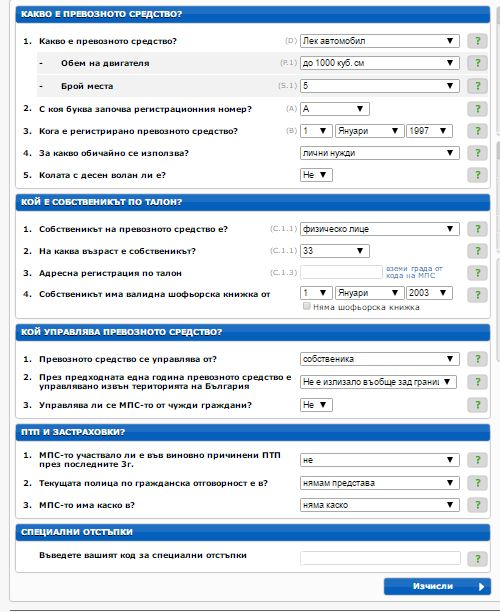 КАКВО Е ПРЕВОЗНОТО СРЕДСТВО?
1. Какво е превозното средство? (D) Лек автомобил ?
- Обем на двигателя (P.1) до 1000 куб. см ?
- Брой места (S.1) 5 ?
2. С коя буква започва регистрационния номер? (A) А ?
3. Кога е регистрирано превозното средство? (B) 1 Януари 1997 ?
4. За какво обичайно се използва? лични нужди ?
5. Колата с десен волан ли е? Не ?
КОЙ Е СОБСТВЕНИКЪТ ПО ТАЛОН?
1. Собственикът на превозното средство е? (C.1.1) физическо лице ?
2. На каква възраст е собственикът? (C.1.1) 33 ?
3. Адресна регистрация по талон (C.1.3) вземи града от ?
кода на МПС
4. Собственикът има валидна шофьорска книжка от 1 Януари 2003 ?
Няма шофьорска книжка
КОЙ УПРАВЛЯВА ПРЕВОЗНОТО СРЕДСТВО?
1. Превозното средство се управлява от? собственика ?
2. През предходната една година превозното средство е Не е излизало въобще зад грани ?
управлявано извън територията на България
3. Управлява ли се МПС-то от чужди граждани? Не ?
ПТП И ЗАСТРАХОВКИ?
1. МПС-то участвало ли е във виновно причинени ПТП не ?
през последните 3г.
2. Текущата полица по гражданска отговорност е в? нямам представа ?
3. МПС-то има каско в? няма каско ?
СПЕЦИАЛНИ ОТСТЪПКИ
Въведете вашият код за специални отстъпки ?
Изчисли